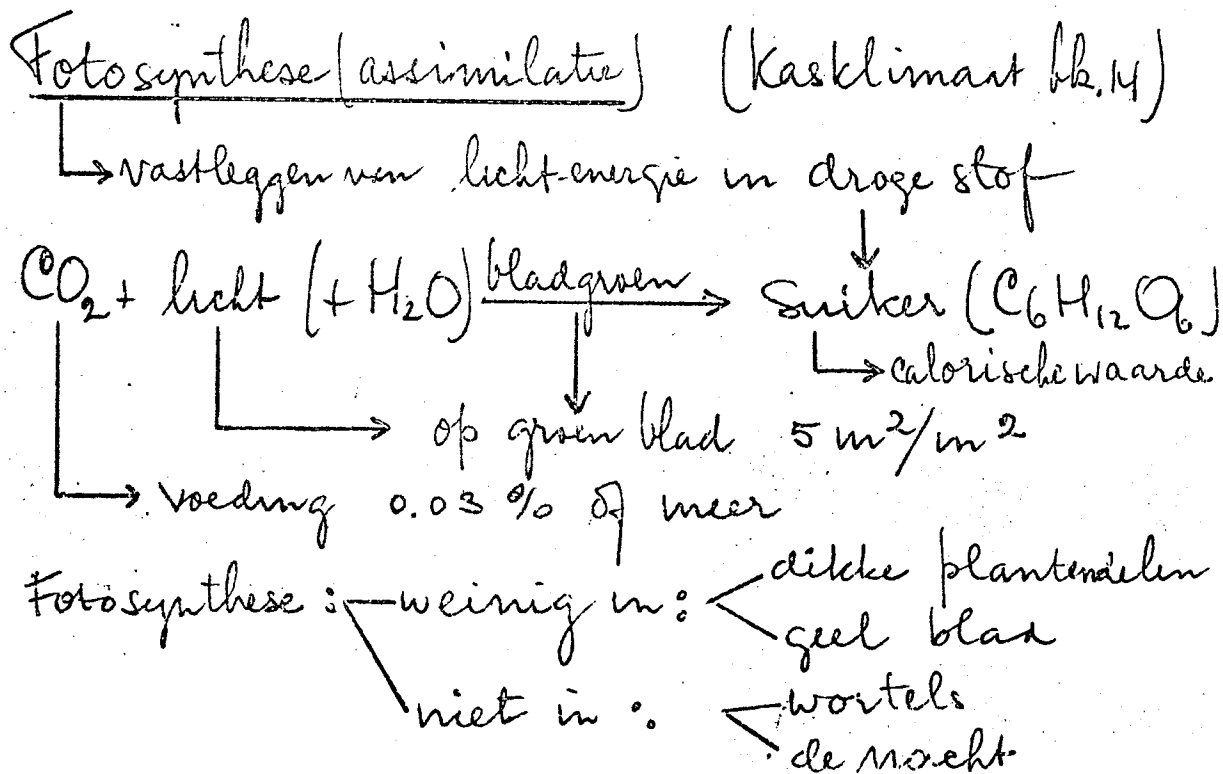 Fotosynthese (assimilatie) (Kasklimaat blz. 14)
vastleggen van licht-energie in droge stof
CO2 + licht (+ H2O) bladgroen → Suiker (C6H12O6)
calorische waarde
op groen blad 5 m²/m²
voeding 0.03 % of meer
Fotosynthese : weinig in : dikke plantendelen
geel blad
niet in : wortels
de nacht